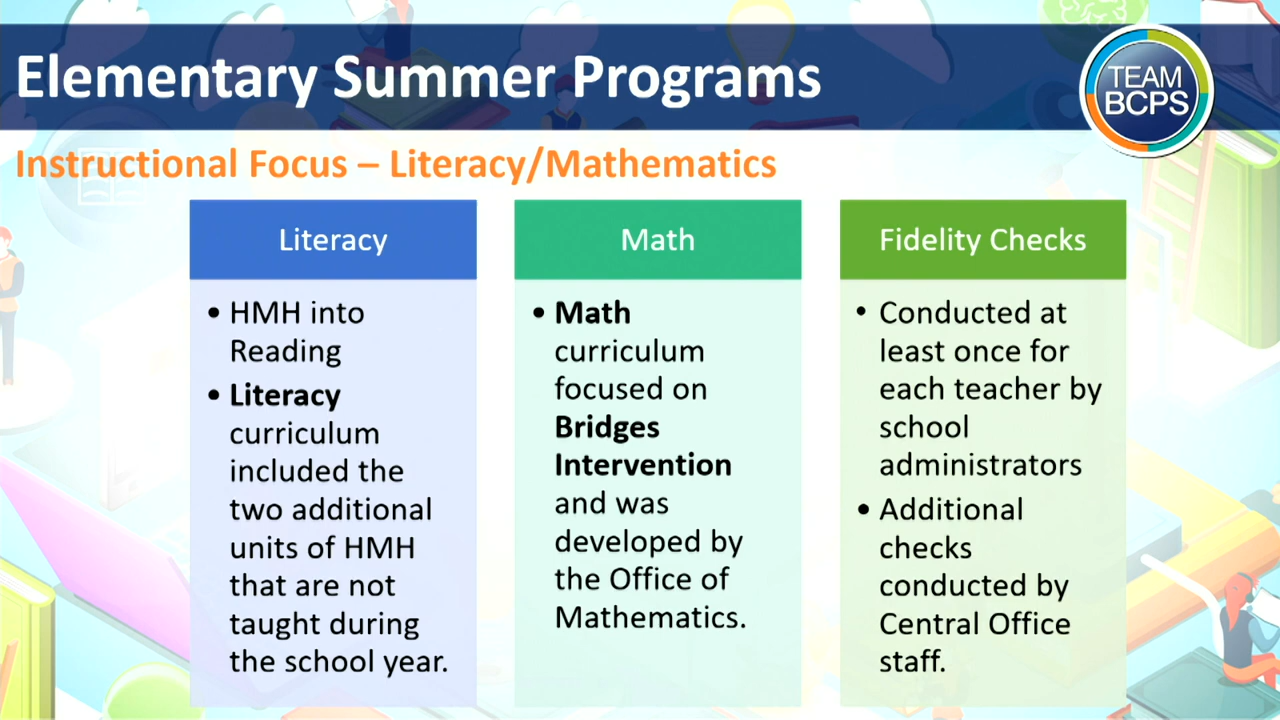 Elementary Summer Programs
TEAM
BCPS
Instructional Focus – Literacy/Mathematics
Literacy
• HMH into
Reading
• Literacy
curriculum
included the
two additional
units of HMH
that are not
taught during
the school year.
Math
• Math
curriculum
focused on
Bridges
Intervention
and was
developed by
the Office of
Mathematics.
Fidelity Checks
• Conducted at
least once for
each teacher by
school
administrators
• Additional
checks
conducted by
Central Office
staff.